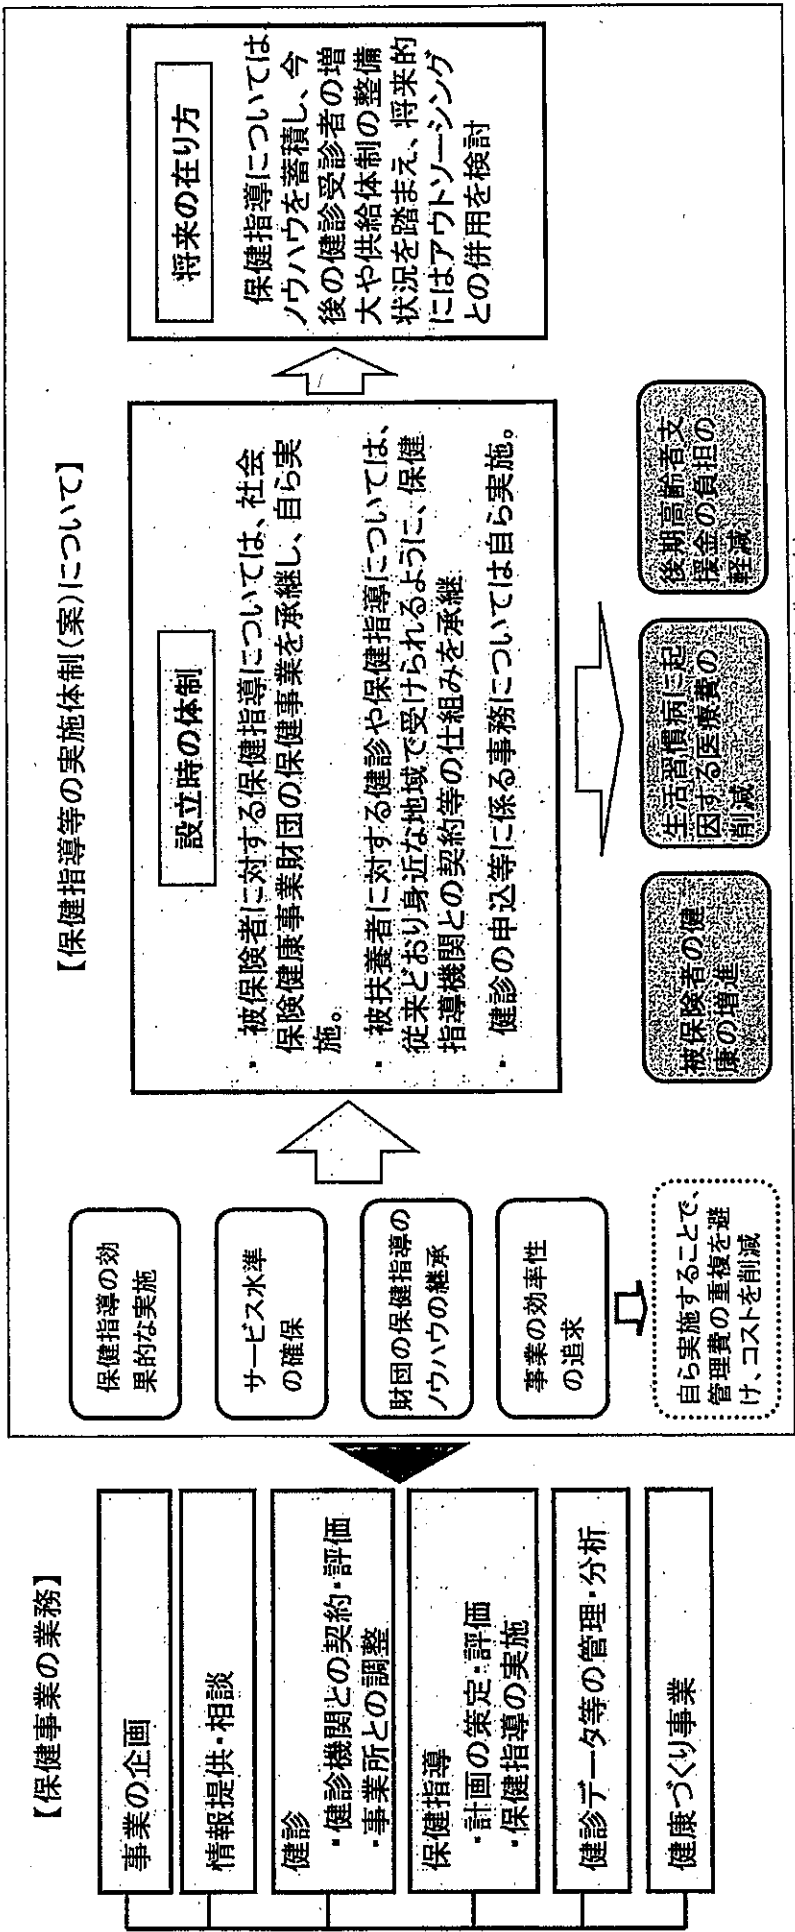 【保健事業の業務】
事業の企画
情報提供・相談
健診
・健診機関との契約・評価
・事業所との調整
保健指導
・計画の策定・評価
・保健指導の実施
健診データ等の管理・分析
健康づくり事業
【保健指導等の実施体制（案）について】
保健指導の効
果的な実施
サービス水準
の確保
財団の保健指導の
ノウハウの継承
事業の効率性
の追求
自ら実施することで、
管理費の重複を避
け、コストを削減
設立時の体制
・ 被保険者に対する保健指導については、社会
保険健康事業財団の保健事業を承継し、自ら実
施。
・ 被扶養者に対する健診や保健指導については、
従来どおり身近な地域で受けられるように、保健
指導機関との契約等の仕組みを承継
・ 健診の申込等に係る事務については自ら実施。
被保険者の健
康の増進
生活習慣病に起
因する医療費の
削減
後期高齢者支
援金の負担の
軽減
将来の在り方
保健指導については、
ノウハウを蓄積し、今
後の健診受診者の増
大や供給体制の整備
状況を踏まえ、将来的
にはアウトソーシング
との併用を検討